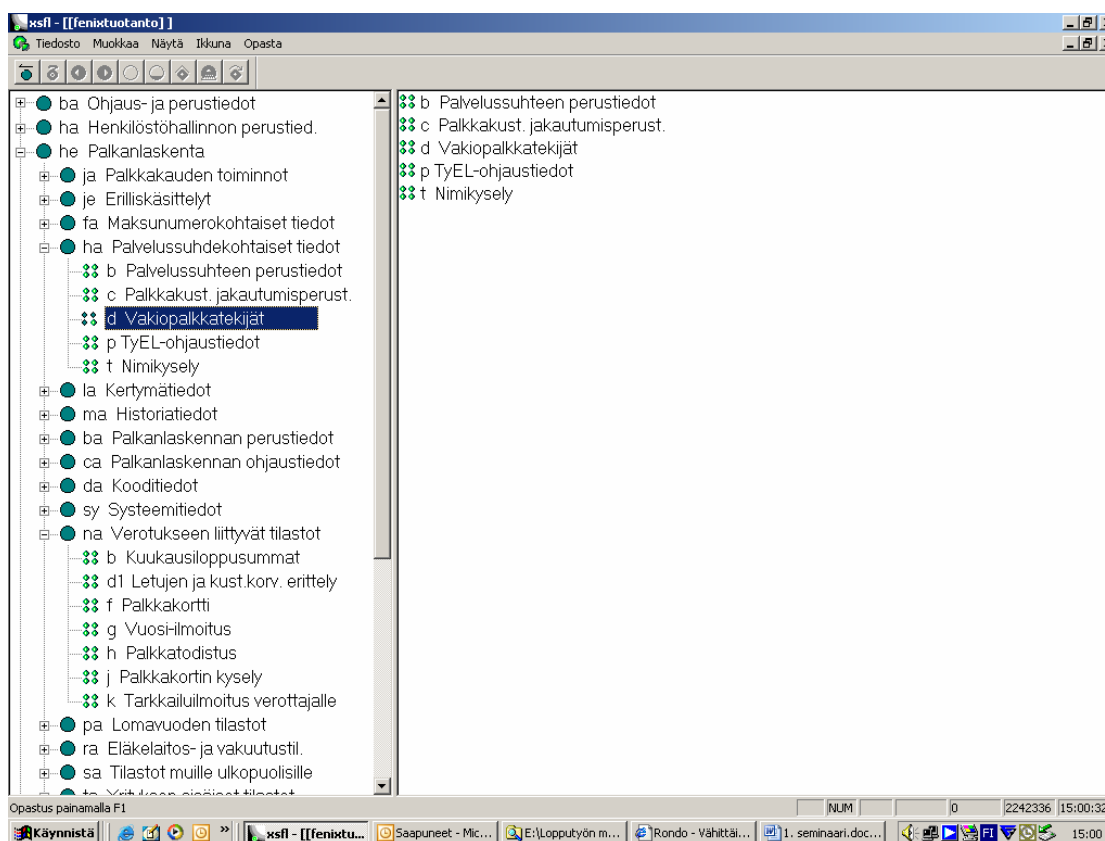 xsfl - [[fenixtuotanto] ]
Tiedosto Muokkaa Näytä Ikkuna Opasta
ba Ohjaus- ja perustiedot
ha Henkilöstöhallinnon perustied.
he Palkanlaskenta
ja Palkkakauden toiminnot
je Erilliskäsittelyt
fa Maksunumerokohtaiset tiedot
ha Palvelussuhdekohtaiset tiedot
b Palvelussuhteen perustiedot
c Palkkakust. jakautumisperust.
d Vakiopalkkatekijät
p TyEL-ohjaustiedot
t Nimikysely
la Kertymätiedot
ma Historiatiedot
ba Palkanlaskennan perustiedot
ca Palkanlaskennan ohjaustiedot
da Kooditiedot
sy Systeemitiedot
na Verotukseen liittyvät tilastot
b Kuukausiloppusummat
d1 Letujen ja kust.korv. erittely
f Palkkakortti
g Vuosi-ilmoitus
h Palkkatodistus
j Palkkakortin kysely
k Tarkkailuilmoitus verottajalle
pa Lomavuoden tilastot
ra Eläkelaitos- ja vakuutustil.
sa Tilastot muille ulkopuolisille
b Palvelussuhteen perustiedot
c Palkkakust. jakautumisperust.
d Vakiopalkkatekijät
p TyEL-ohjaustiedot
t Nimikysely
Opastus painamalla F1 NUM 0 2242336 15:00:32
Käynnistä » xsfl - [[fenixtu... Saapuneet - Mic... E:\Lopputyön m... Rondo - Vähittäi... 1. seminaari.doc... FI 15:00